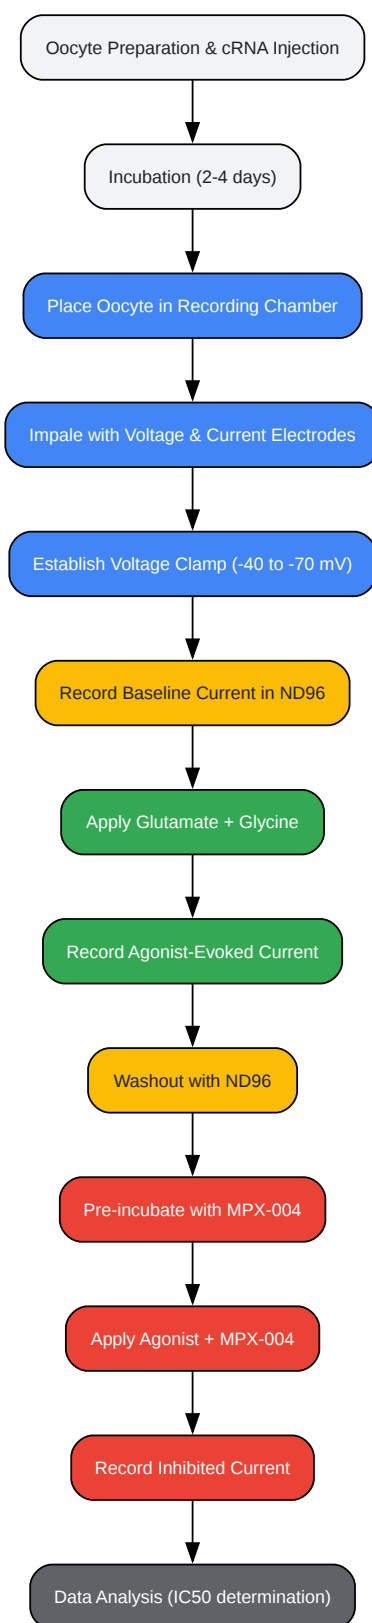 Oocyte Preparation & cRNA Injection
Incubation (2-4 days)
Place Oocyte in Recording Chamber
Impale with Voltage & Current Electrodes
Establish Voltage Clamp (-40 to -70 mV)
Record Baseline Current in ND96
Apply Glutamate + Glycine
Record Agonist-Evoked Current
Washout with ND96
Pre-incubate with MPX-004
Apply Agonist + MPX-004
Record Inhibited Current
Data Analysis (IC50 determination)